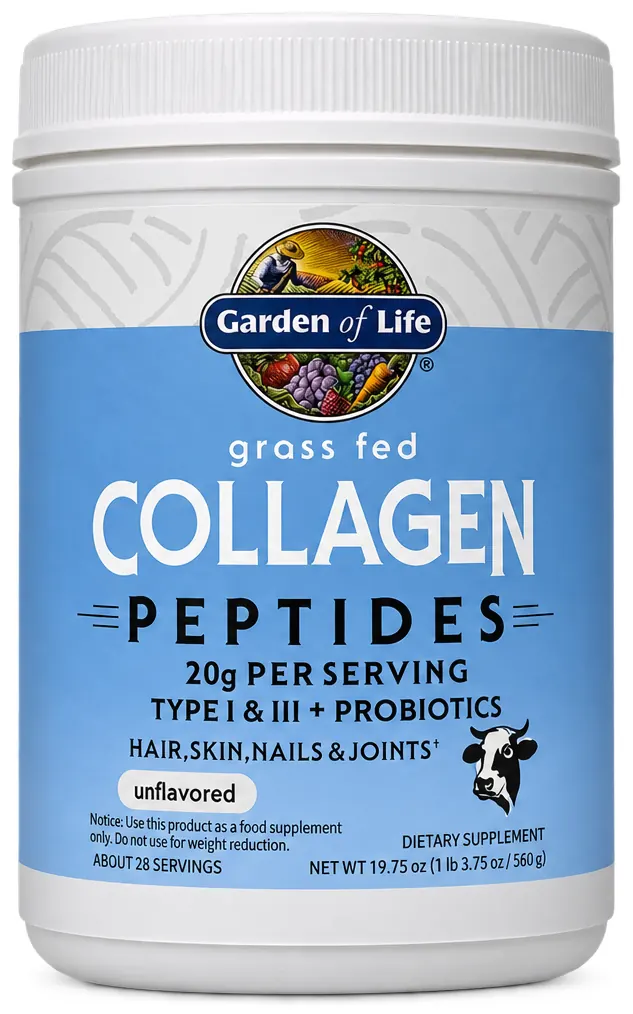 Garden of Life
®
grass fed
COLLAGEN
PEPTIDES
20g PER SERVING
TYPE I & III + PROBIOTICS
HAIR, SKIN, NAILS & JOINTS†
unflavored
Notice: Use this product as a food supplement
only. Do not use for weight reduction.
ABOUT 28 SERVINGS
DIETARY SUPPLEMENT
NET WT 19.75 oz (1 lb 3.75 oz / 560 g)